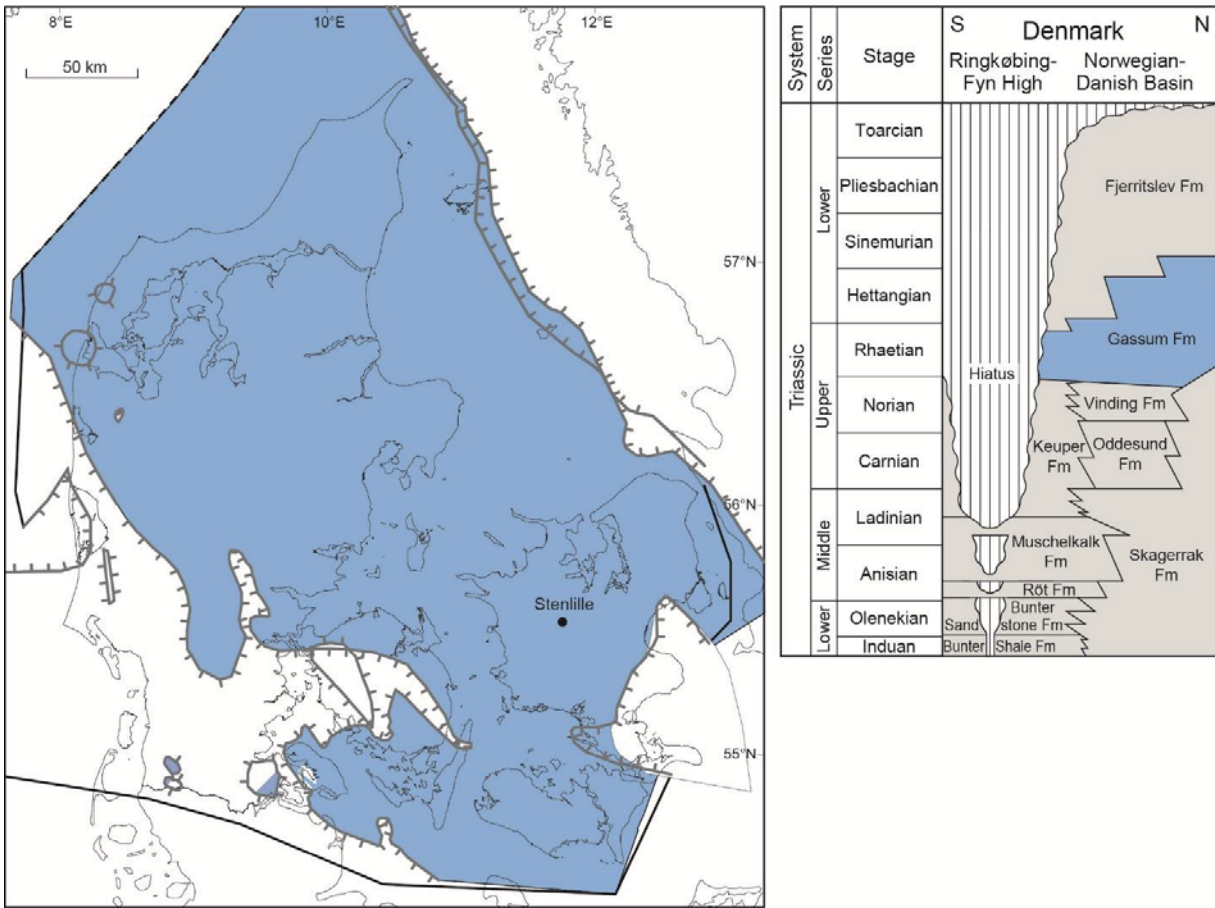 8°E
10°E
12°E
50 km
57°N
56°N
Stenlille
55°N
System
Series
Stage
S
Denmark
N
Ringkøbing-
Fyn High
Norwegian-
Danish Basin
Triassic
Lower
Toarcian
Pliesbachian
Sinemurian
Hettangian
Fjerritslev Fm
Upper
Rhaetian
Norian
Carnian
Hiatus
Gassum Fm
Vinding Fm
Keuper
Fm
Oddesund
Fm
Middle
Ladinian
Anisian
Muschelkalk
Fm
Skagerrak
Fm
Röt Fm
Lower
Olenekian
Induan
Bunter
Sand stone Fm
Bunter Shale Fm